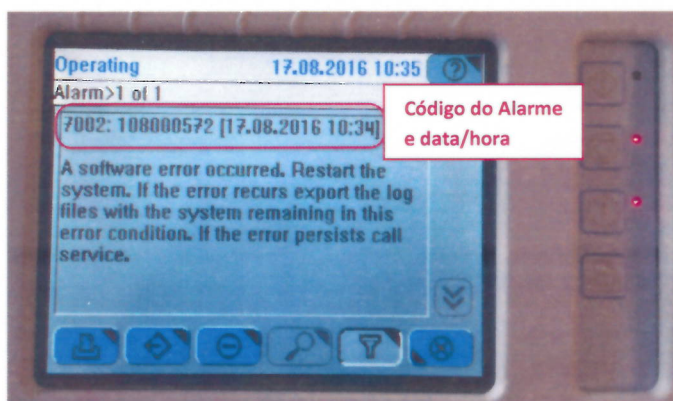 Operating 17.08.2016 10:35 ?
Alarm>1 of 1
7002: 108000572 [17.08.2016 10:34]
Código do Alarme
e data/hora
A software error occurred. Restart the
system. If the error recurs export the log
files with the system remaining in this
error condition. If the error persists call
service.